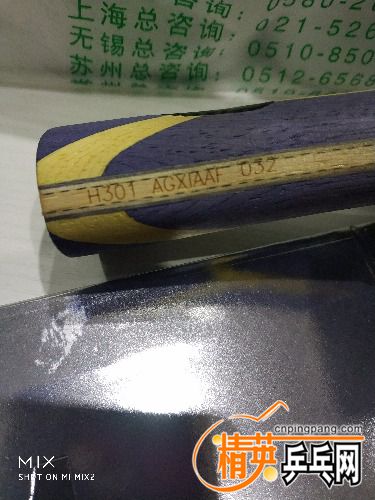 上海总咨询：021-526
无锡总咨询：0510-850
苏州总咨询：0512-6568
H301 AGXIAAF 032
MIX
SHOT ON MI MIX2
cnpingpang.com
精英乒乓网